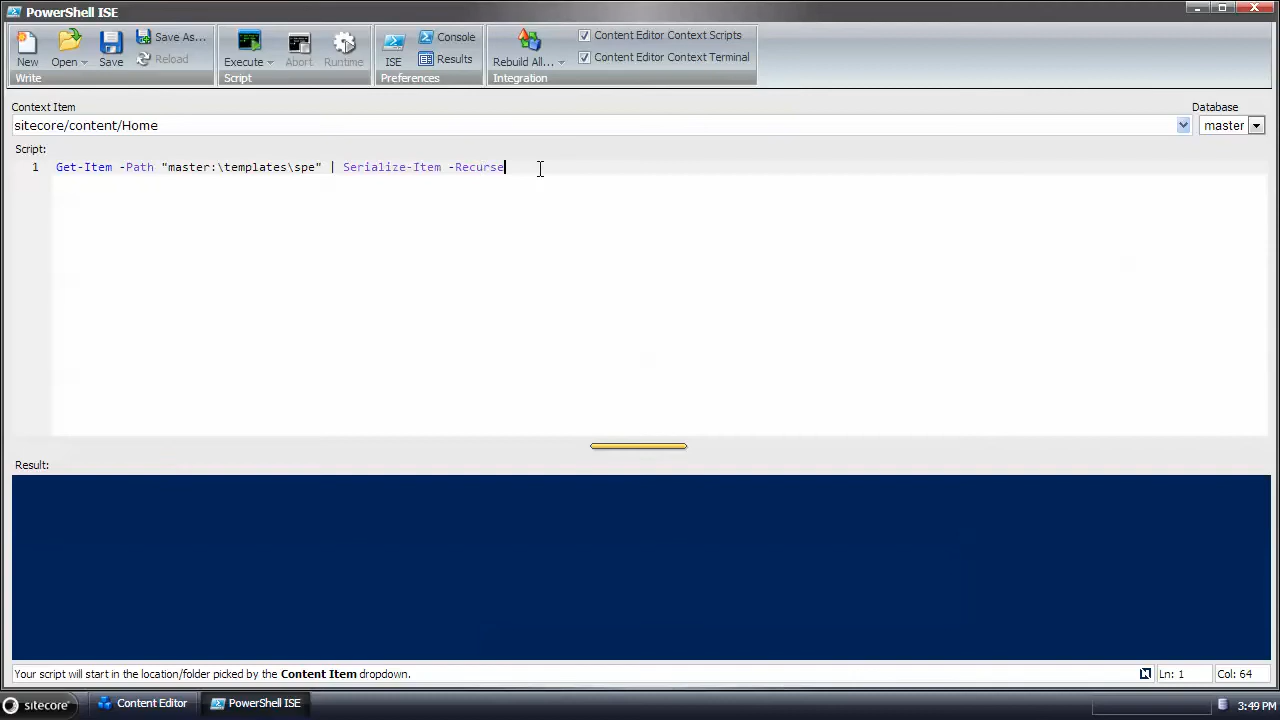 PowerShell ISE
New
Open
Save
Save As...
Reload
Write
Execute
Abort
Runtime
Script
ISE
Console
Results
Preferences
Rebuild All...
Content Editor Context Scripts
Content Editor Context Terminal
Integration
Context Item
Database
sitecore/content/Home
master
Script:
1 Get-Item -Path "master:\templates\spe" | Serialize-Item -Recurse
Result:
Your script will start in the location/folder picked by the Content Item dropdown.
Ln: 1
Col: 64
sitecore
Content Editor
PowerShell ISE
3:49 PM